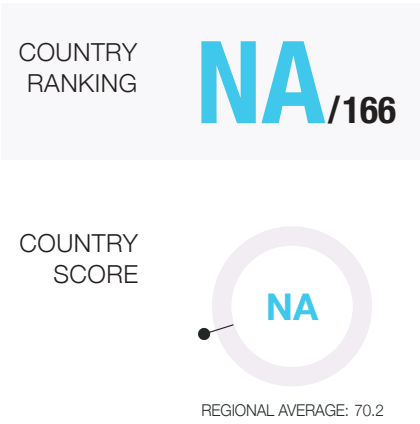 COUNTRY
RANKING
NA/166
COUNTRY
SCORE
NA
REGIONAL AVERAGE: 70.2